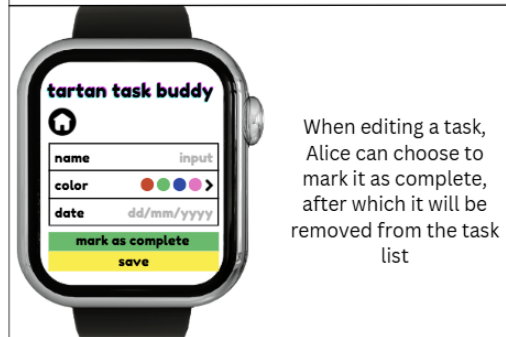 tartan task buddy
name input
color
date dd/mm/yyyy
mark as complete
save
When editing a task,
Alice can choose to
mark it as complete,
after which it will be
removed from the task
list